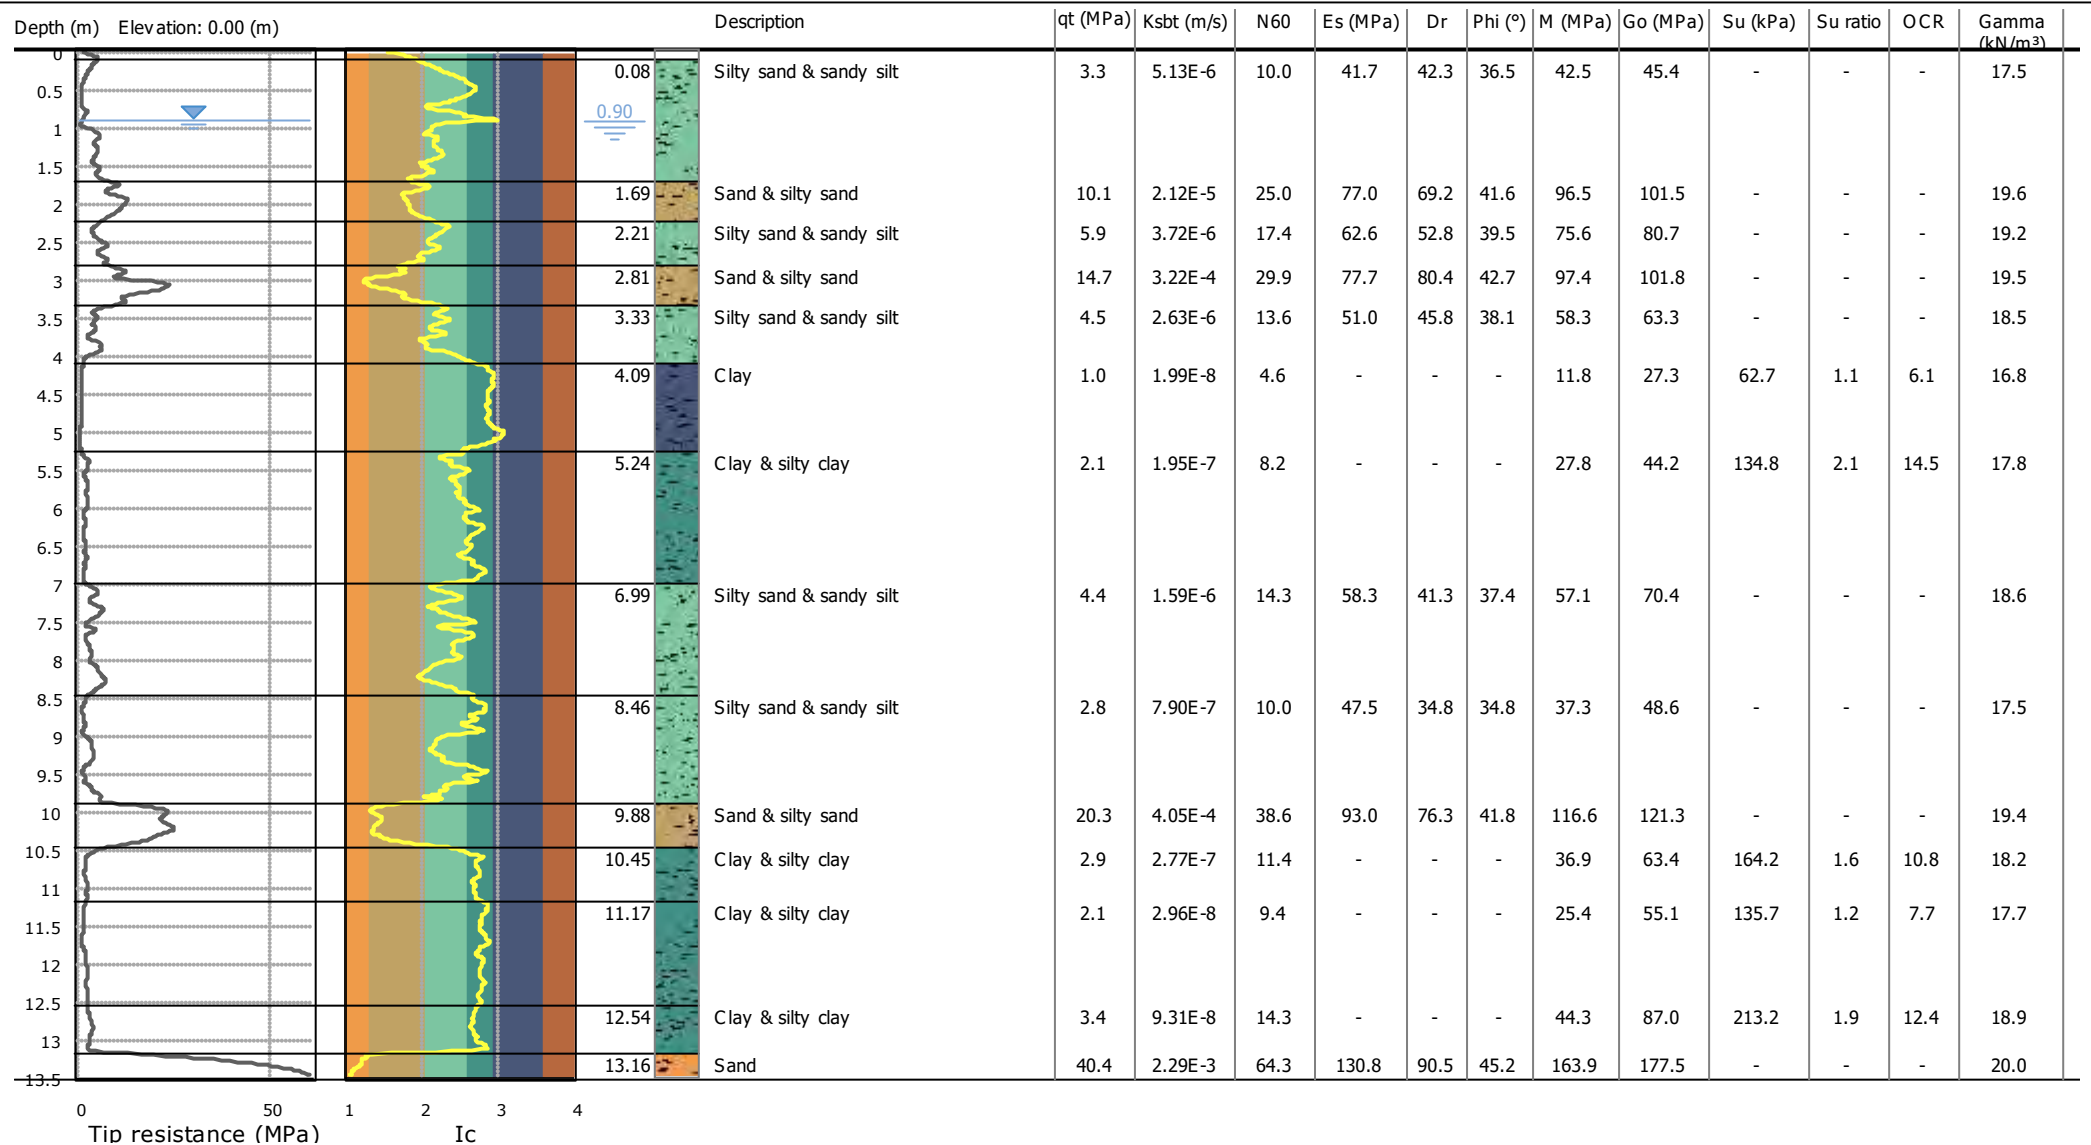 Depth (m) Elevation: 0.00 (m) Description qt (MPa) Ksbt (m/s) N60 Es (MPa) Dr Phi (°) M (MPa) Go (MPa) Su (kPa) Su ratio OCR Gamma (kN/m³)
0
0.08 Silty sand & sandy silt 3.3 5.13E-6 10.0 41.7 42.3 36.5 42.5 45.4 - - - 17.5
0.5
0.90
1
1.5
1.69 Sand & silty sand 10.1 2.12E-5 25.0 77.0 69.2 41.6 96.5 101.5 - - - 19.6
2
2.21 Silty sand & sandy silt 5.9 3.72E-6 17.4 62.6 52.8 39.5 75.6 80.7 - - - 19.2
2.5
2.81 Sand & silty sand 14.7 3.22E-4 29.9 77.7 80.4 42.7 97.4 101.8 - - - 19.5
3
3.33 Silty sand & sandy silt 4.5 2.63E-6 13.6 51.0 45.8 38.1 58.3 63.3 - - - 18.5
3.5
4
4.09 Clay 1.0 1.99E-8 4.6 - - - 11.8 27.3 62.7 1.1 6.1 16.8
4.5
5
5.24 Clay & silty clay 2.1 1.95E-7 8.2 - - - 27.8 44.2 134.8 2.1 14.5 17.8
5.5
6
6.5
7
6.99 Silty sand & sandy silt 4.4 1.59E-6 14.3 58.3 41.3 37.4 57.1 70.4 - - - 18.6
7.5
8
8.5
8.46 Silty sand & sandy silt 2.8 7.90E-7 10.0 47.5 34.8 34.8 37.3 48.6 - - - 17.5
9
9.5
10
9.88 Sand & silty sand 20.3 4.05E-4 38.6 93.0 76.3 41.8 116.6 121.3 - - - 19.4
10.5
10.45 Clay & silty clay 2.9 2.77E-7 11.4 - - - 36.9 63.4 164.2 1.6 10.8 18.2
11
11.17 Clay & silty clay 2.1 2.96E-8 9.4 - - - 25.4 55.1 135.7 1.2 7.7 17.7
11.5
12
12.5
12.54 Clay & silty clay 3.4 9.31E-8 14.3 - - - 44.3 87.0 213.2 1.9 12.4 18.9
13
13.16 Sand 40.4 2.29E-3 64.3 130.8 90.5 45.2 163.9 177.5 - - - 20.0
13.5
0 50 1 2 3 4
Tip resistance (MPa) Ic